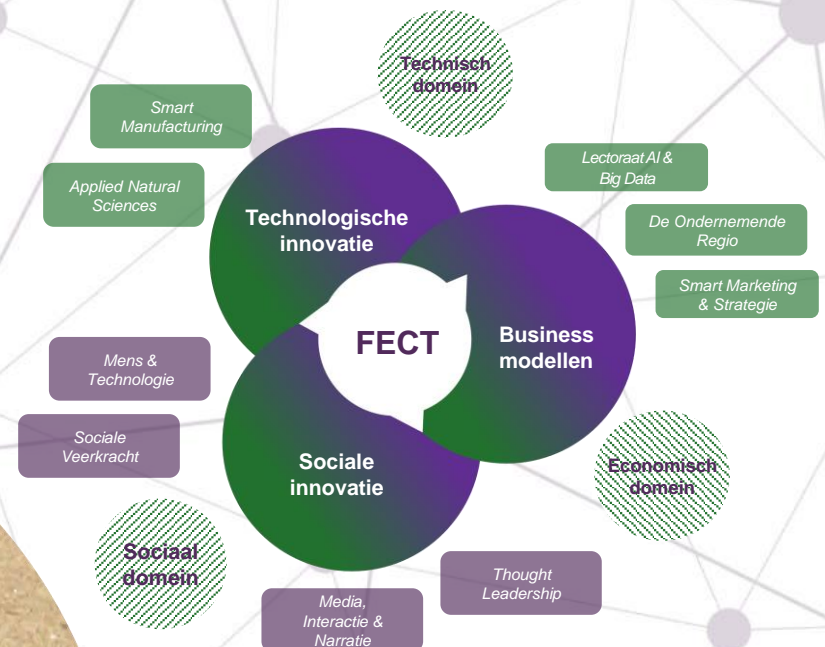 Technisch
domein
Smart
Manufacturing
Applied Natural
Sciences
Lectoraat AI &
Big Data
De Ondernemende
Regio
Smart Marketing
& Strategie
Technologische
innovatie
FECT
Business
modellen
Mens &
Technologie
Sociale
Veerkracht
Sociale
innovatie
Economisch
domein
Sociaal
domein
Thought
Leadership
Media,
Interactie &
Narratie